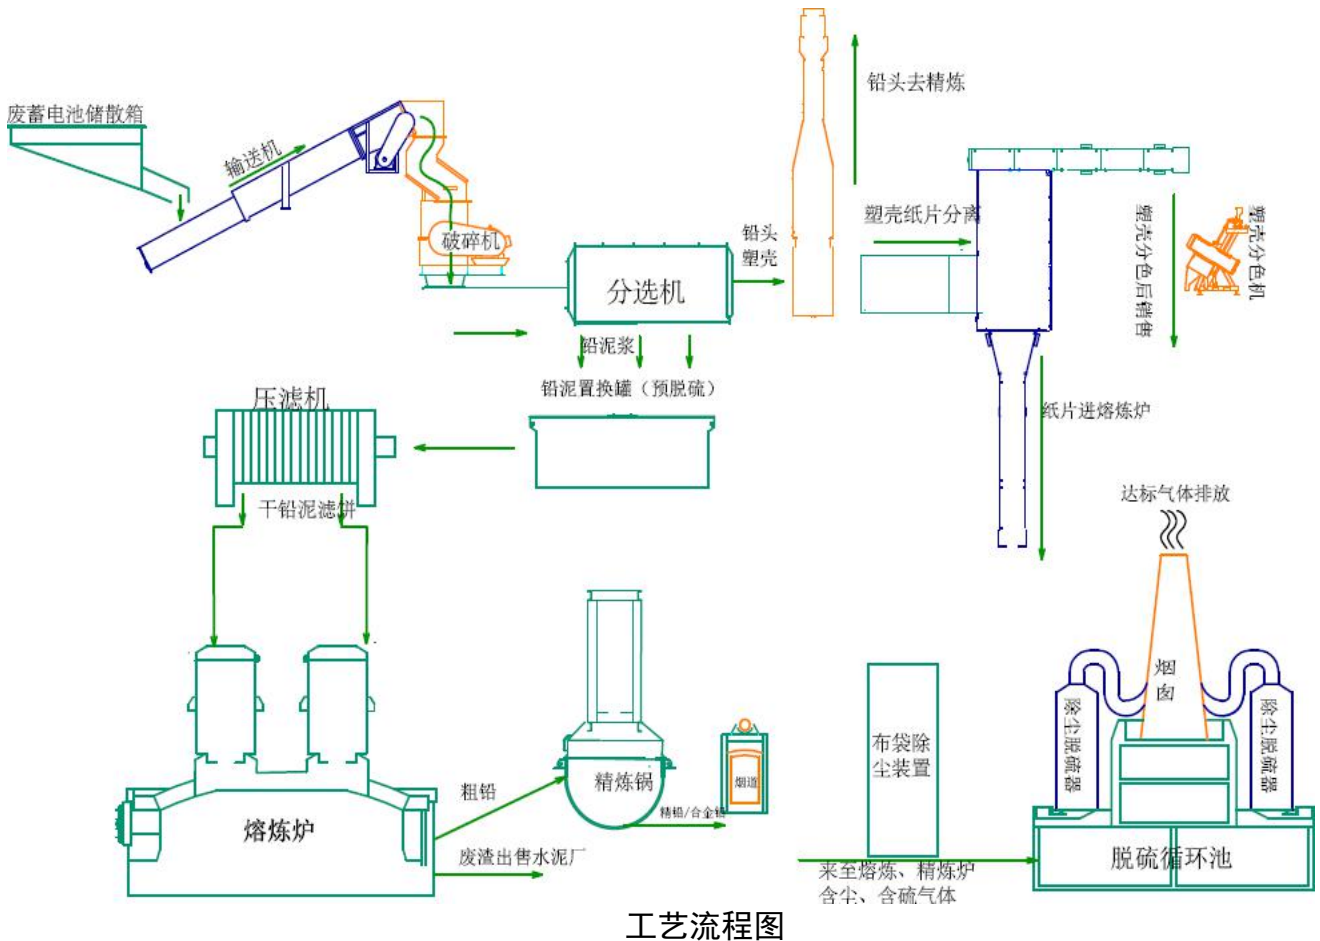 废蓄电池储散箱
输送机
破碎机
分选机
铅头
塑壳
铅头去精炼
塑壳纸片分离
塑壳分色后销售
塑壳分色机
纸片进熔炼炉
铅泥浆
铅泥置换罐（预脱硫）
压滤机
干铅泥滤饼
熔炼炉
粗铅
废渣出售水泥厂
精炼锅
精铅/合金铅
烟道
布袋除
尘装置
来至熔炼、精炼炉
含尘、含硫气体
达标气体排放
烟
囱
除尘脱硫器
除尘脱硫器
脱硫循环池
工艺流程图